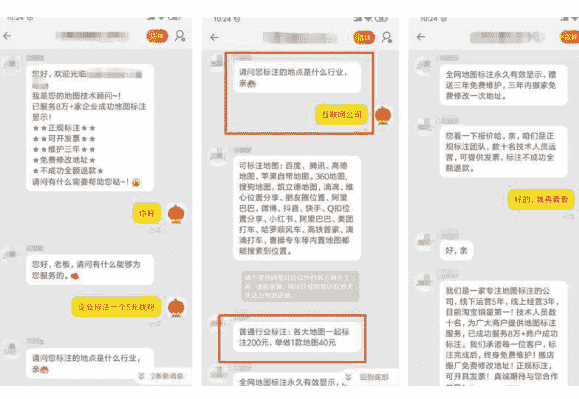 10:24
您好，欢迎光临
我是您的地图技术顾问~!
已服务8万+家企业成功地图标注
显示!
★★正规标注★★
★★可开发票★★
★★维护三年★★
★免费修改地址★
★不成功全额退款★
请问有什么需要帮助您哒~!
你好
您好，老板，请问有什么能够为
您服务的。
企业标注一个5元钱吗
请问您标注的地点是什么行业，
亲
10:24
请问您标注的地点是什么行业，
亲
互联网公司
可标注地图：百度、腾讯、高德
地图、苹果自带地图。360地图、
搜狗地图、凯立德地图，滴滴、维
心位置分享、朋友圈位置、阿里
巴巴、微博、抖音、快手、Q扣位
置分享、小红书、阿里巴巴、美团
打车、哈罗顺风车、高铁管家、滴
滴打车、曹操专车等内置地图都
能搜索到位置。
普通行业标注：各大地图一起标
注200元，单做1款地图40元
全网地图标注永久有效显示，
回到底部
10:24
全网地图标注永久有效显示，赠
送三年免费维护，三年内搬家免
费修改一次地址。
您看一下报价哈，亲，咱们是正
规标注团队，数十名技术人员运
营，可提供发票，标注不成功全
额退款。
好的，我再看看
好，亲
我们是一家专注地图标注的公
司，线下运营5年，线上经营3年，
目前淘宝销量第一！技术人员数
十名，为广大商户提供地图标注
服务，已成功服务8万+商户成功
标注。我们承诺每一位客户，标
注完成后，终身免费维护！搬店
搬厂免费修改地址！正规标注，
可开具发票！真诚期待与您合作